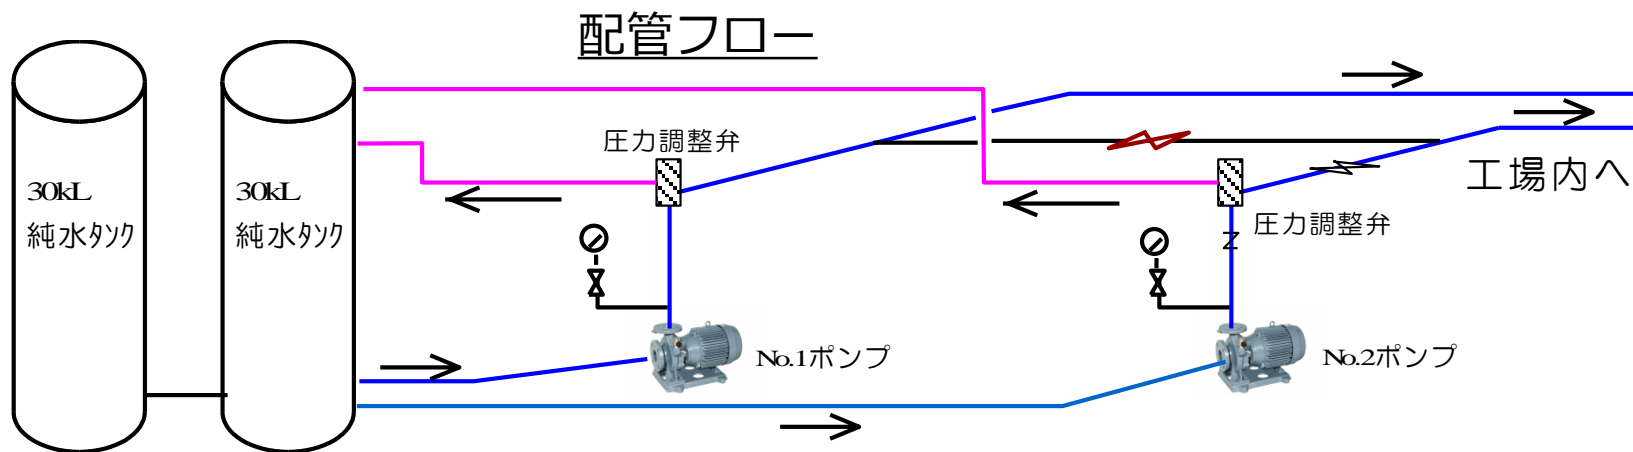 配管フロー
圧力調整弁
30kL
純水タンク
30kL
純水タンク
工場内へ
圧力調整弁
No.1ポンプ
No.2ポンプ